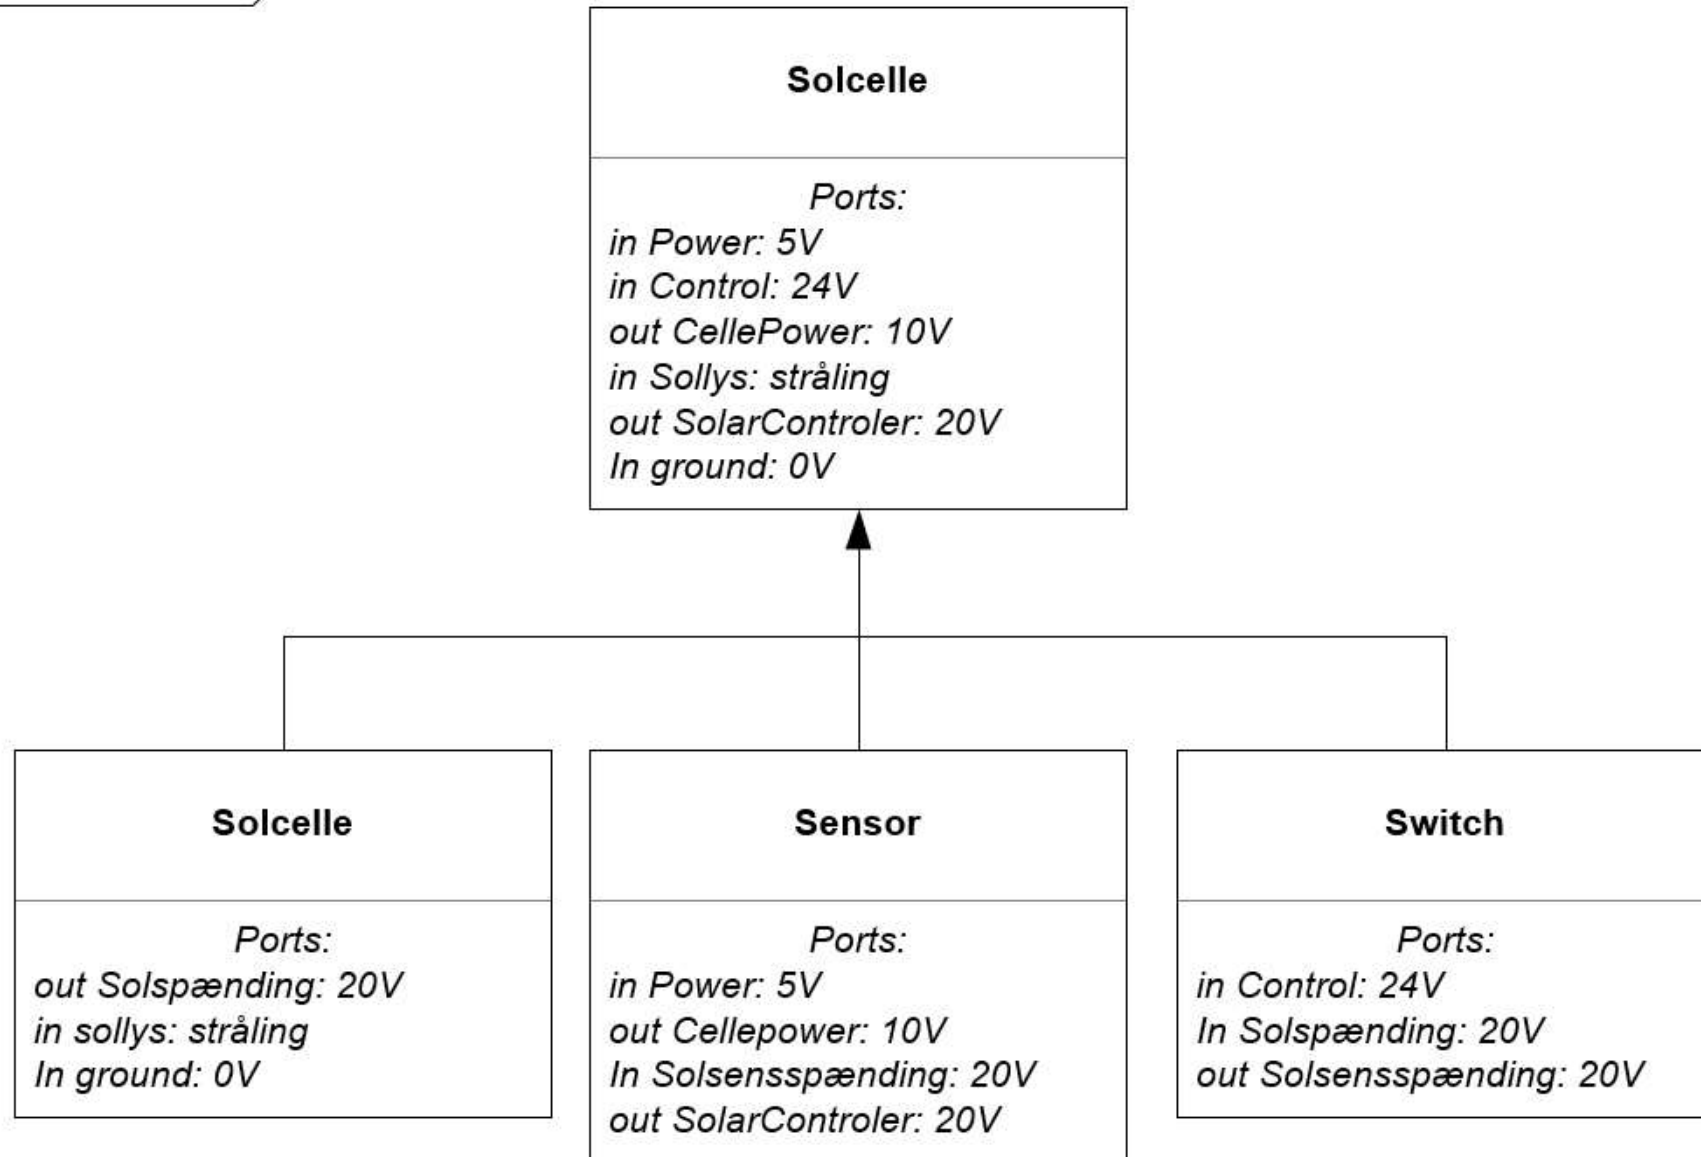 Solcelle
Ports:
in Power: 5V
in Control: 24V
out CellePower: 10V
in Sollys: stråling
out SolarControler: 20V
In ground: 0V
Solcelle
Ports:
out Solspænding: 20V
in sollys: stråling
In ground: 0V
Sensor
Ports:
in Power: 5V
out Cellepower: 10V
In Solsensspænding: 20V
out SolarControler: 20V
Switch
Ports:
in Control: 24V
In Solspænding: 20V
out Solsensspænding: 20V